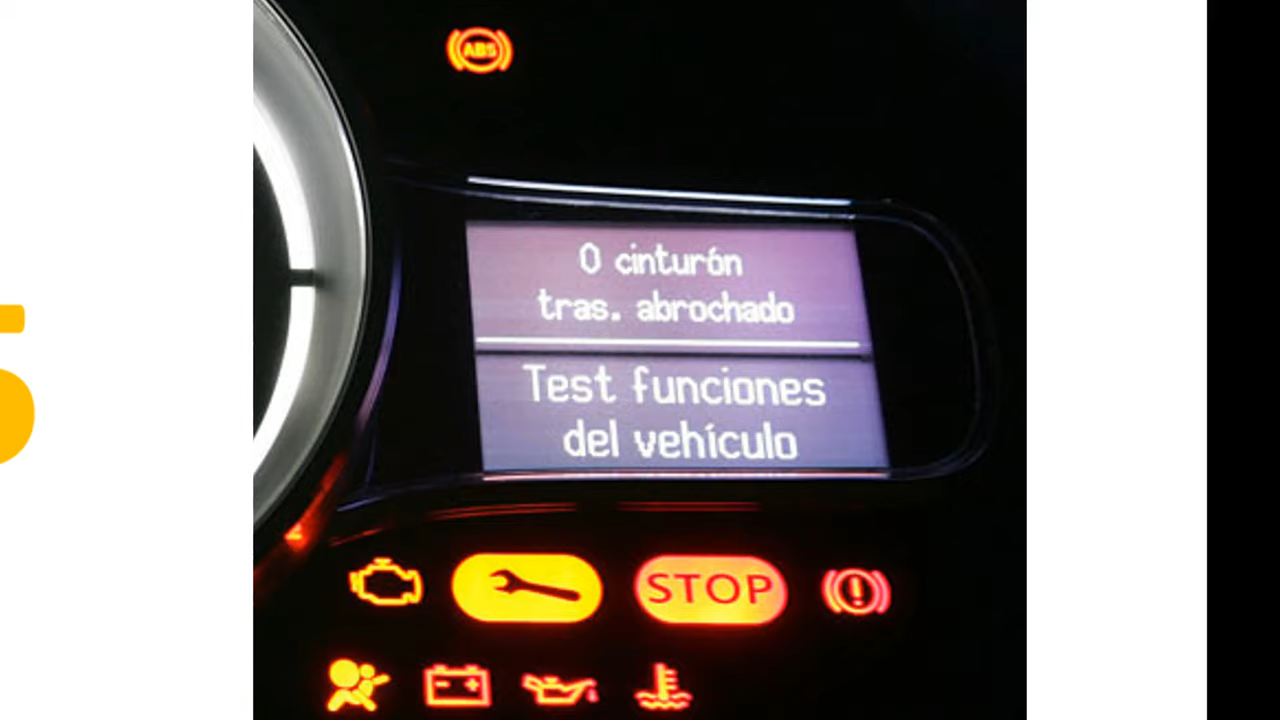 ABS
0 cinturón
tras. abrochado
Test funciones
del vehículo
STOP